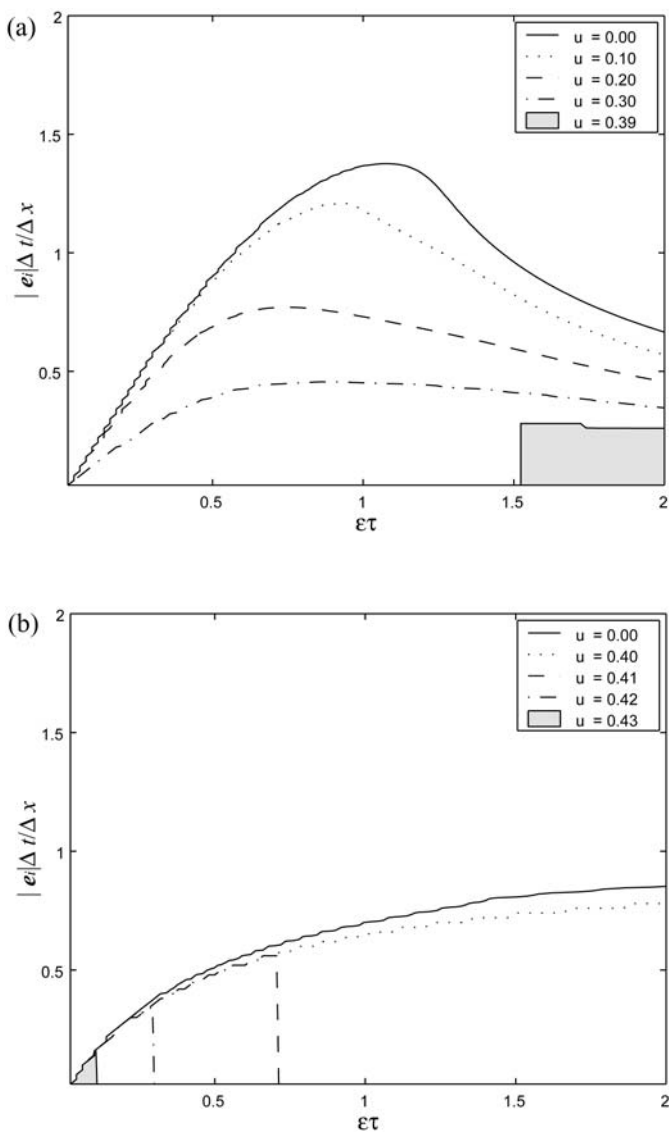 (a)
2
1.5
1
0.5
|ei|Δt/Δx
u = 0.00
u = 0.10
u = 0.20
u = 0.30
u = 0.39
0.5 1 1.5 2
ετ
(b)
2
1.5
1
0.5
|ei|Δt/Δx
u = 0.00
u = 0.40
u = 0.41
u = 0.42
u = 0.43
0.5 1 1.5 2
ετ